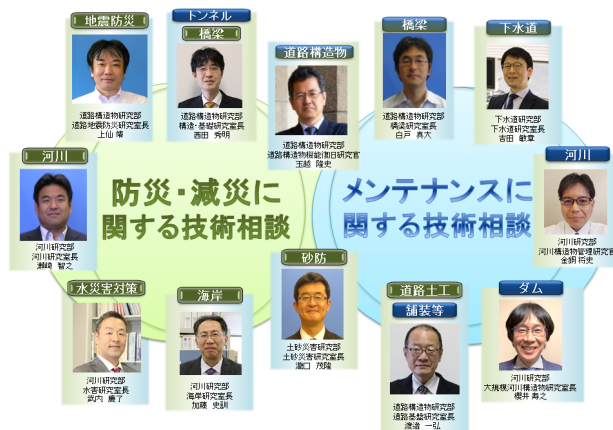 地震防災
道路構造物研究部
道路地震防災研究室長
上仙 靖
トンネル
橋梁
道路構造物研究部
構造・基礎研究室長
西田 秀明
道路構造物
道路構造物研究部
道路構造物機能復旧研究官
玉越 隆史
橋梁
道路構造物研究部
橋梁研究室長
白戸 真大
下水道
下水道研究部
下水道研究室長
吉田 敏章
河川
河川研究部
河川研究室長
瀬崎 智之
防災・減災に
関する技術相談
メンテナンスに
関する技術相談
河川
河川研究部
河川構造物管理研究官
金銅 将史
水災害対策
河川研究部
水害研究室長
武内 慶了
海岸
河川研究部
海岸研究室長
加藤 史訓
砂防
土砂災害研究部
土砂災害研究室長
瀧口 茂隆
道路土工
舗装等
道路構造物研究部
道路基盤研究室長
渡邉 一弘
ダム
河川研究部
大規模河川構造物研究室長
櫻井 寿之